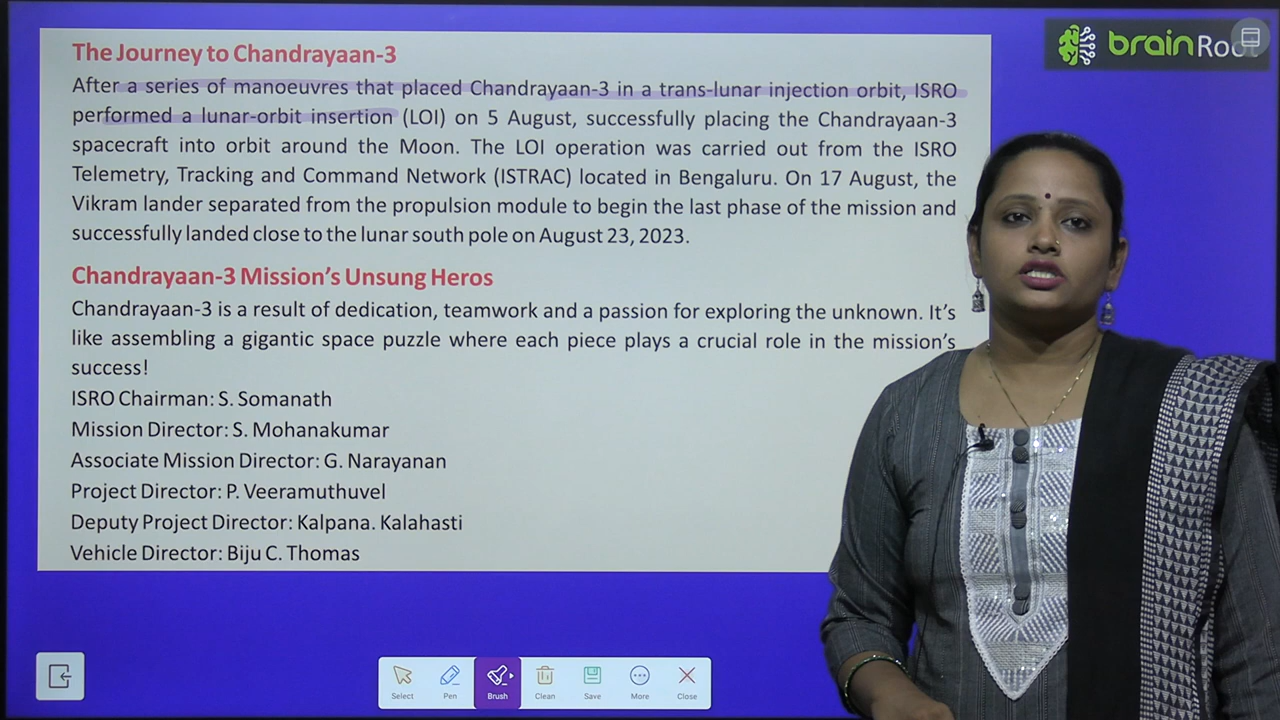 The Journey to Chandrayaan-3
After a series of manoeuvres that placed Chandrayaan-3 in a trans-lunar injection orbit, ISRO
performed a lunar-orbit insertion (LOI) on 5 August, successfully placing the Chandrayaan-3
spacecraft into orbit around the Moon. The LOI operation was carried out from the ISRO
Telemetry, Tracking and Command Network (ISTRAC) located in Bengaluru. On 17 August, the
Vikram lander separated from the propulsion module to begin the last phase of the mission and
successfully landed close to the lunar south pole on August 23, 2023.
Chandrayaan-3 Mission's Unsung Heros
Chandrayaan-3 is a result of dedication, teamwork and a passion for exploring the unknown. It's
like assembling a gigantic space puzzle where each piece plays a crucial role in the mission's
success!
ISRO Chairman: S. Somanath
Mission Director: S. Mohanakumar
Associate Mission Director: G. Narayanan
Project Director: P. Veeramuthuvel
Deputy Project Director: Kalpana. Kalahasti
Vehicle Director: Biju C. Thomas
brainRoot
Select Pen Brush Clean Save More Close